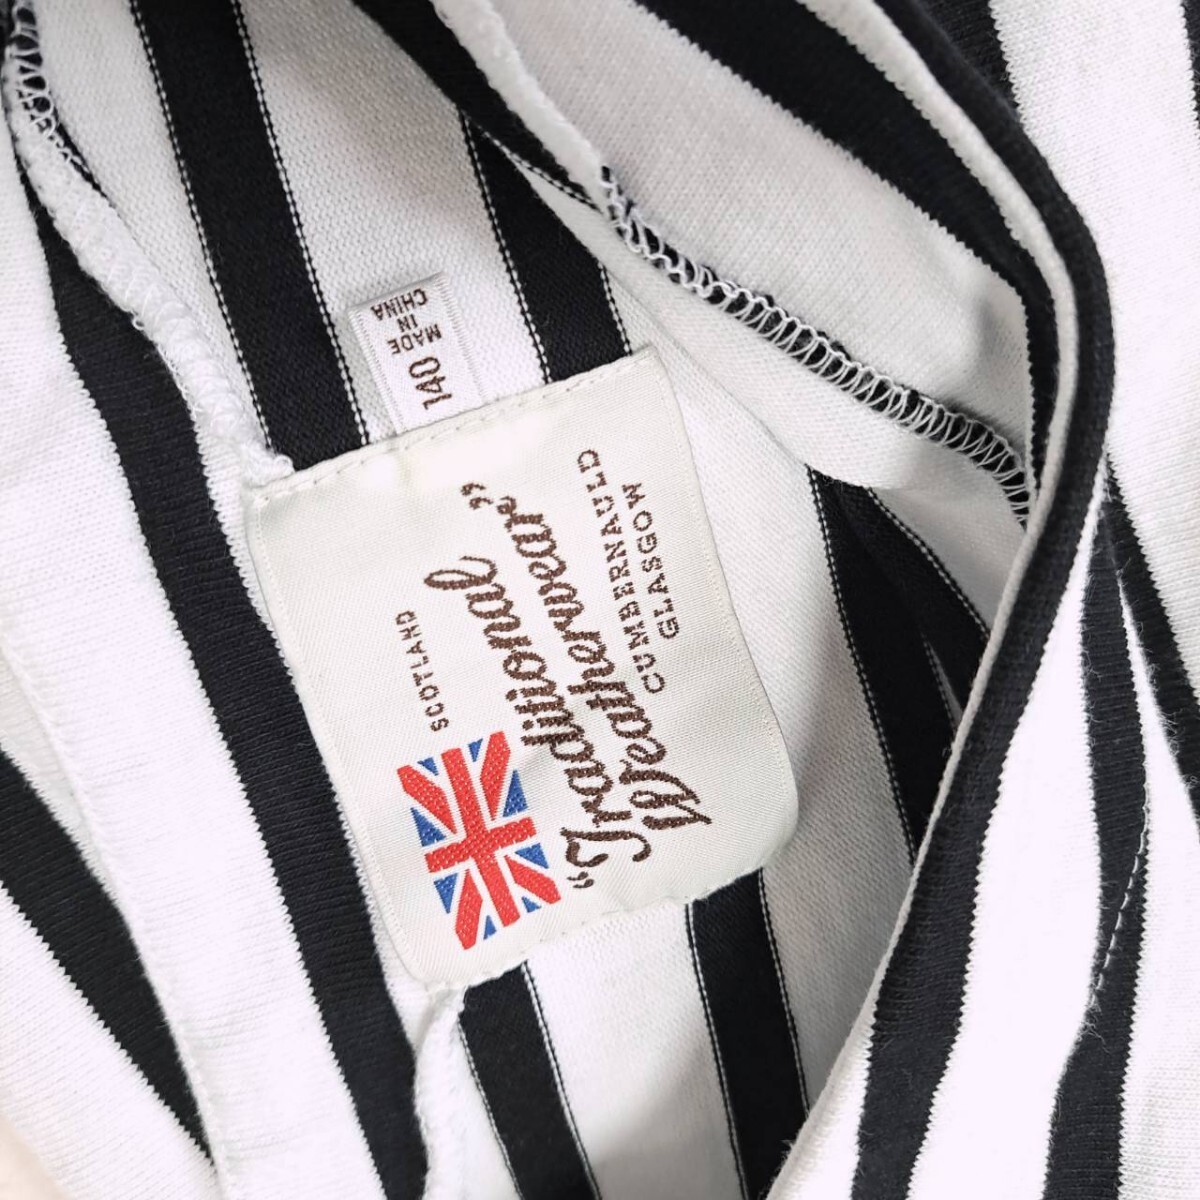 SCOTLAND
“Traditional
Weatherwear”
CUMBERNAULD
GLASGOW
140
MADE
IN
CHINA